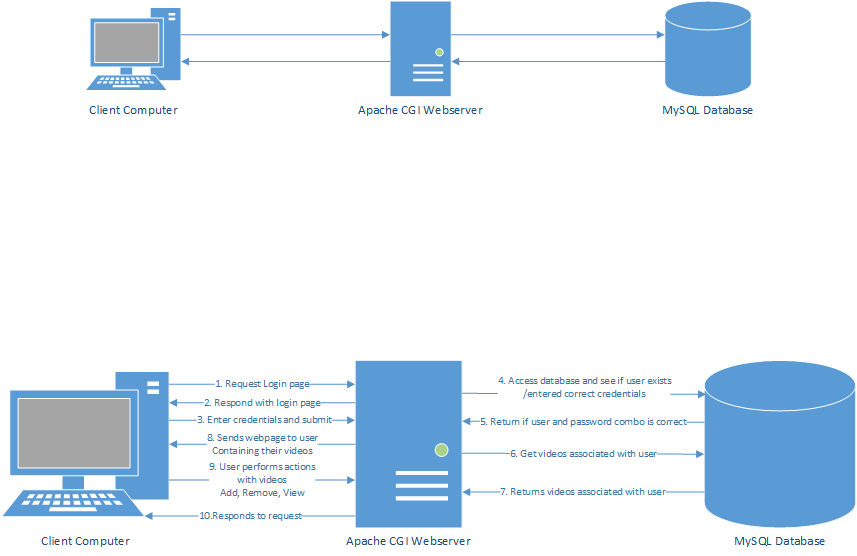 Client Computer
Apache CGI Webserver
MySQL Database
1. Request Login page
2. Respond with login page
3. Enter credentials and submit
8. Sends webpage to user
Containing their videos
9. User performs actions
with videos
Add, Remove, View
10.Responds to request
4. Access database and see if user exists
/entered correct credentials
5. Return if user and password combo is correct
6. Get videos associated with user
7. Returns videos associated with user
Client Computer
Apache CGI Webserver
MySQL Database